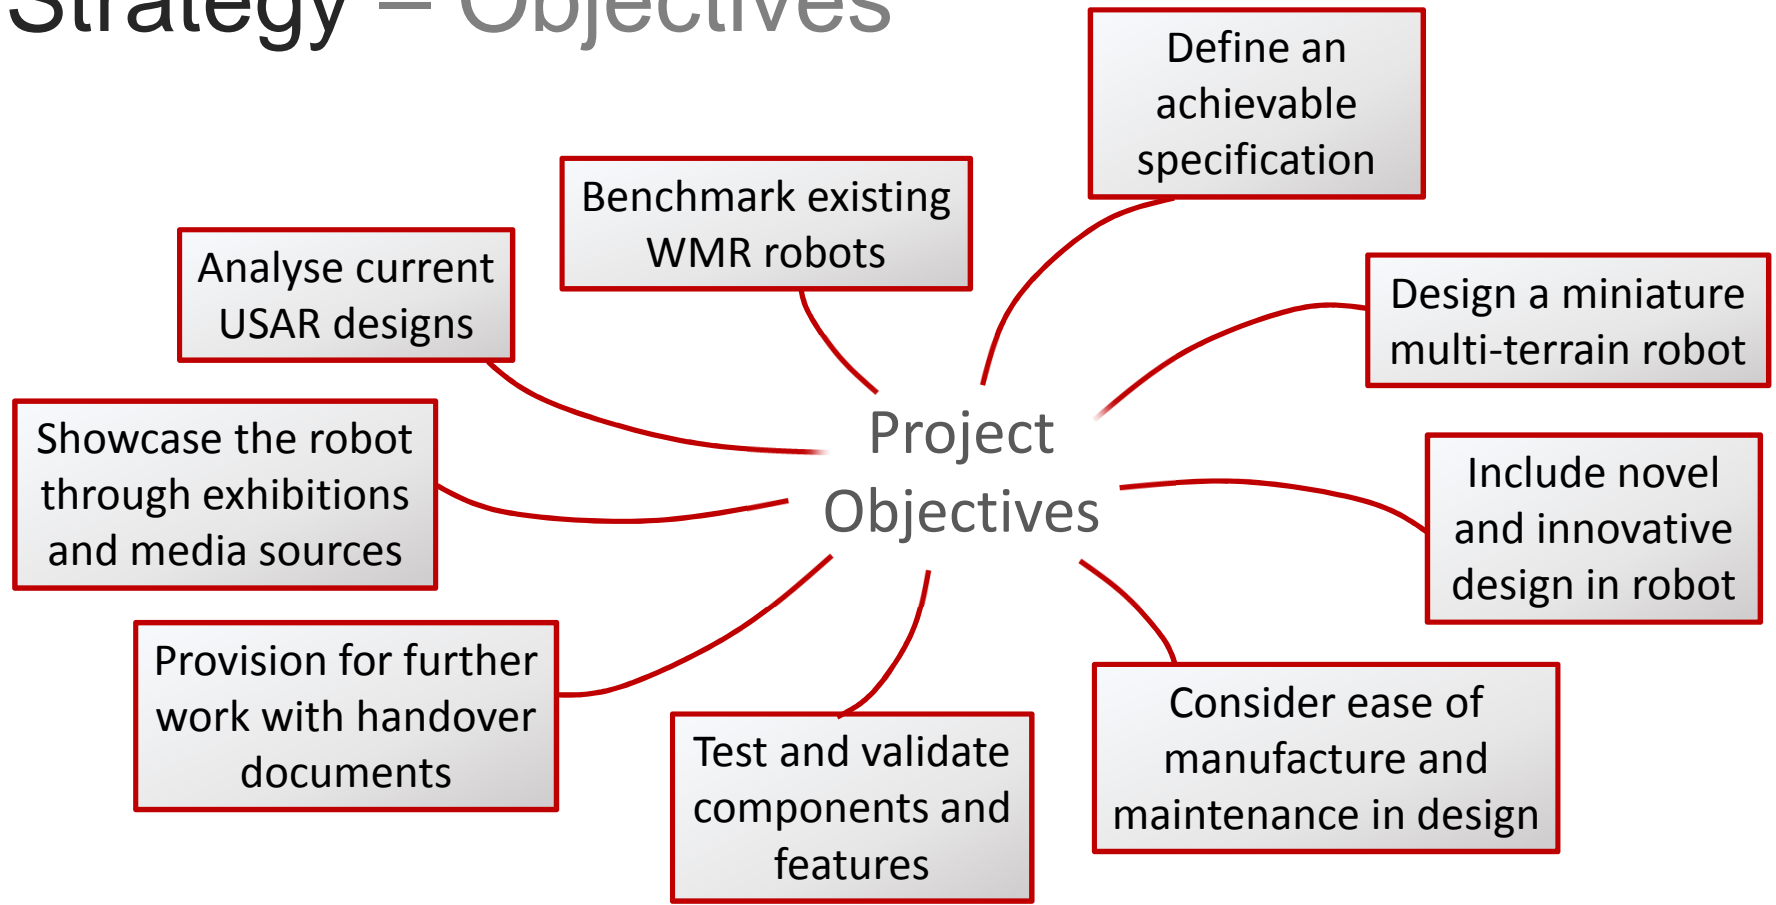 Strategy – Objectives
Define an
achievable
specification
Benchmark existing
WMR robots
Analyse current
USAR designs
Design a miniature
multi-terrain robot
Project
Objectives
Showcase the robot
through exhibitions
and media sources
Include novel
and innovative
design in robot
Provision for further
work with handover
documents
Test and validate
components and
features
Consider ease of
manufacture and
maintenance in design